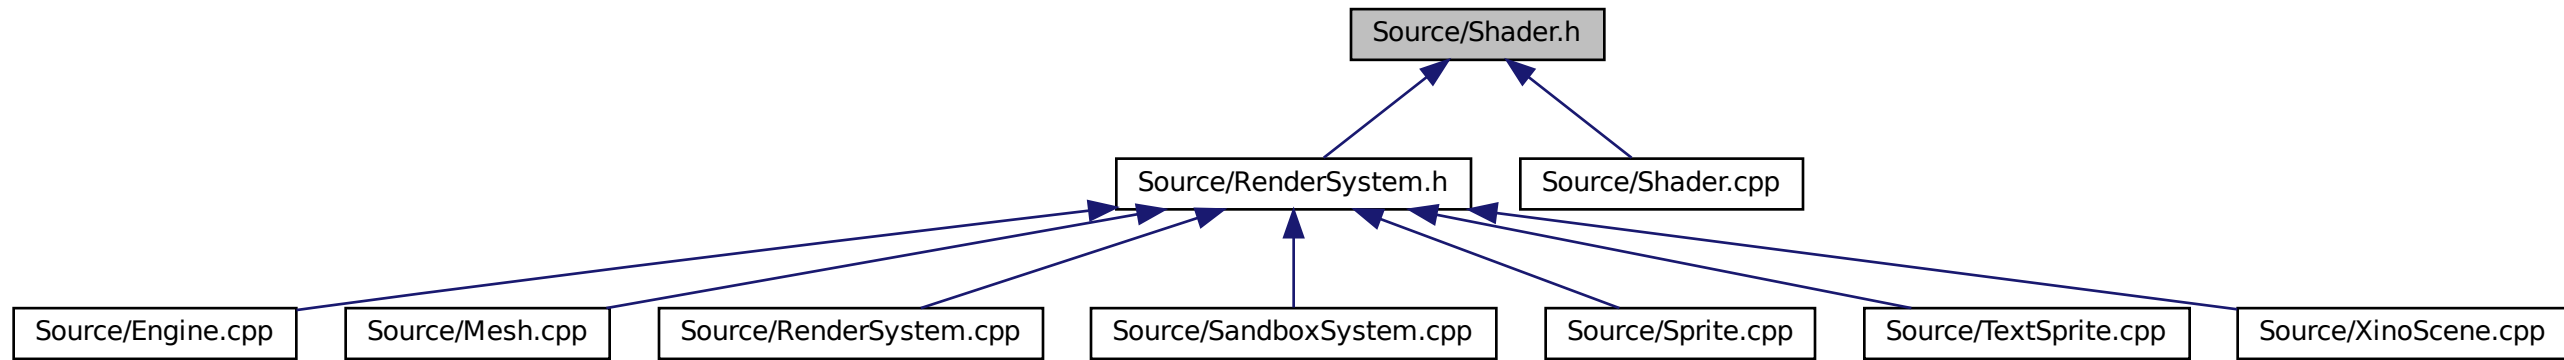 Source/Shader.h
Source/RenderSystem.h
Source/Shader.cpp
Source/Engine.cpp
Source/Mesh.cpp
Source/RenderSystem.cpp
Source/SandboxSystem.cpp
Source/Sprite.cpp
Source/TextSprite.cpp
Source/XinoScene.cpp